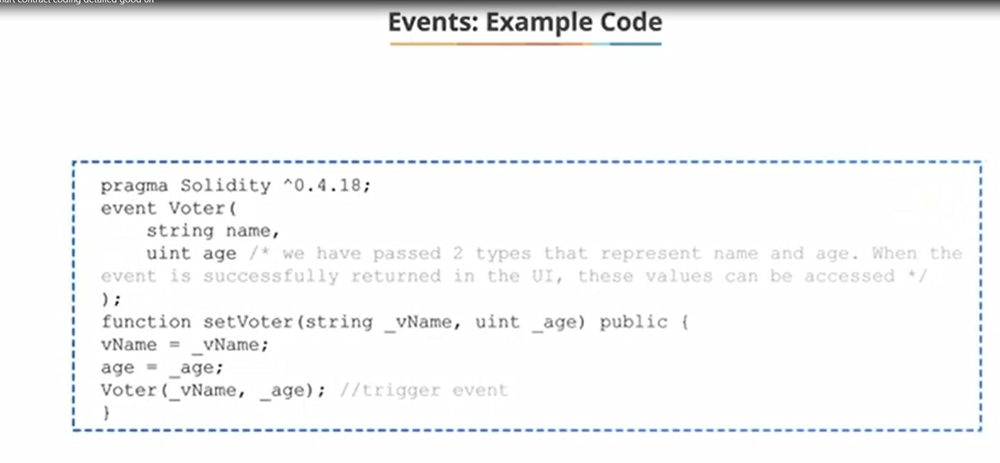 contract coding detailed good on
Events: Example Code
pragma Solidity ^0.4.18;
event Voter(
string name,
uint age /* we have passed 2 types that represent name and age. When the
event is successfully returned in the UI, these values can be accessed */
);
function setVoter(string _vName, uint _age) public {
vName = _vName;
age = _age;
Voter(_vName, _age); //trigger event
}